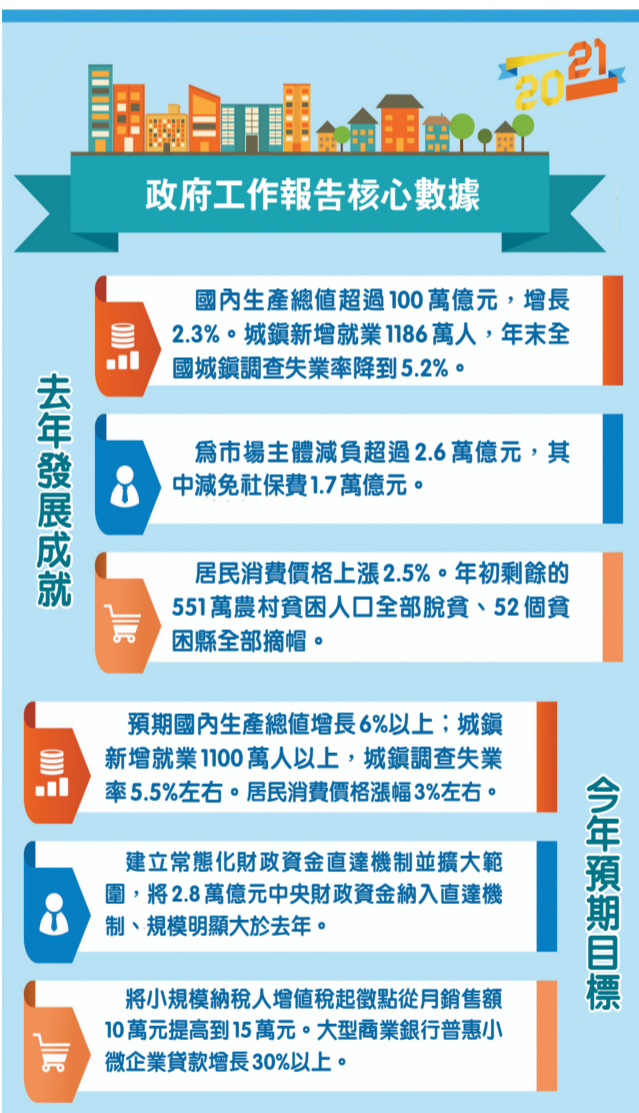 2021
政府工作報告核心數據
去年發展成就
國內生產總值超過100萬億元，增長
2.3%。城鎮新增就業1186萬人，年末全
國城鎮調查失業率降到5.2%。
爲市場主體減負超過2.6萬億元，其
中減免社保費1.7萬億元。
居民消費價格上漲2.5%。年初剩餘的
551萬農村貧困人口全部脫貧、52個貧
困縣全部摘帽。
今年預期目標
預期國內生產總值增長6%以上；城鎮
新增就業1100萬人以上，城鎮調查失業
率5.5%左右。居民消費價格漲幅3%左右。
建立常態化財政資金直達機制並擴大範
圍，將2.8萬億元中央財政資金納入直達機
制、規模明顯大於去年。
將小規模納稅人增值稅起徵點從月銷售額
10萬元提高到15萬元。大型商業銀行普惠小
微企業貸款增長30%以上。